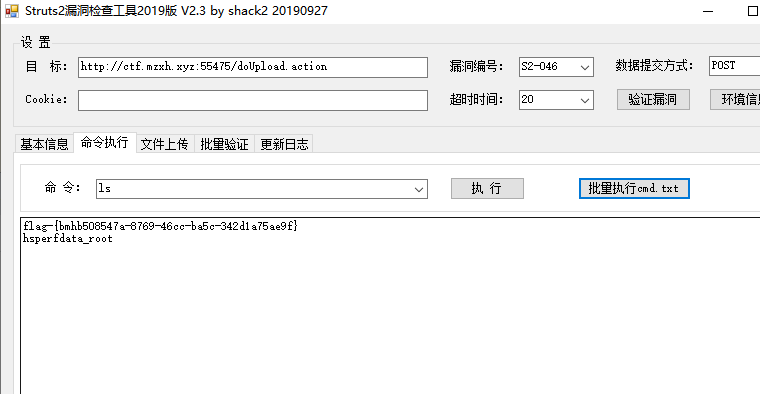 Struts2漏洞检查工具2019版 V2.3 by shack2 20190927
设 置
目 标: http://ctf.mzxh.xyz:55475/doUpload.action 漏洞编号: S2-046 数据提交方式: POST
Cookie: 超时时间: 20 验证漏洞 环境信息
基本信息 命令执行 文件上传 批量验证 更新日志
命 令: ls 执 行 批量执行cmd.txt
flag-{bmhb508547a-8769-46cc-ba5c-342d1a75ae9f}
hsperfdata_root